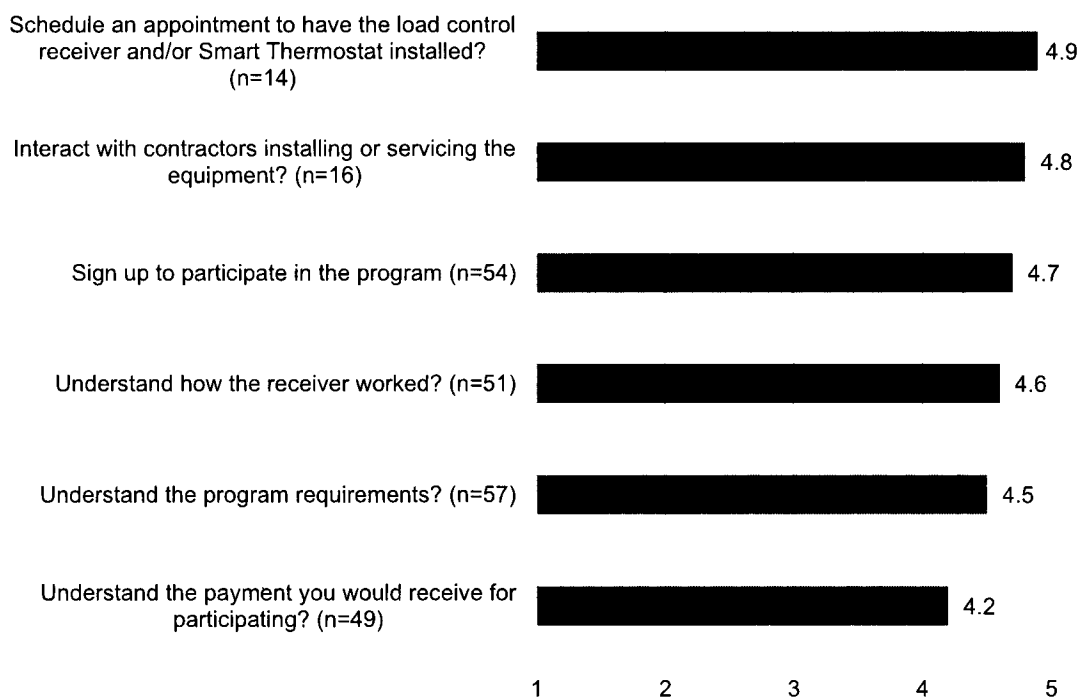 Schedule an appointment to have the load control
receiver and/or Smart Thermostat installed?
(n=14)
4.9
Interact with contractors installing or servicing the
equipment? (n=16)
4.8
Sign up to participate in the program (n=54)
4.7
Understand how the receiver worked? (n=51)
4.6
Understand the program requirements? (n=57)
4.5
Understand the payment you would receive for
participating? (n=49)
4.2
1 2 3 4 5